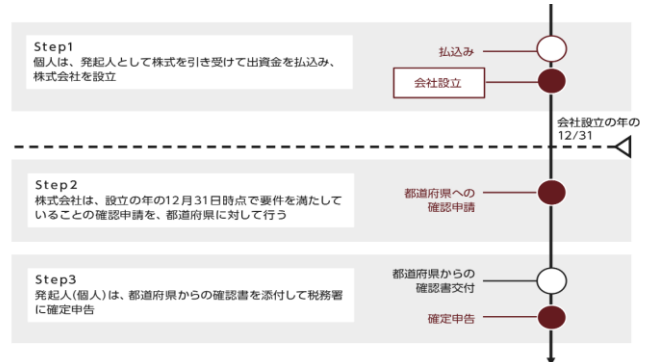 Step1
個人は、発起人として株式を引き受けて出資金を払込み、
株式会社を設立
払込み
会社設立
会社設立の年の
12/31
Step2
株式会社は、設立の年の12月31日時点で要件を満たして
いることの確認申請を、都道府県に対して行う
都道府県への
確認申請
Step3
発起人(個人)は、都道府県からの確認書を添付して税務署
に確定申告
都道府県からの
確認書交付
確定申告